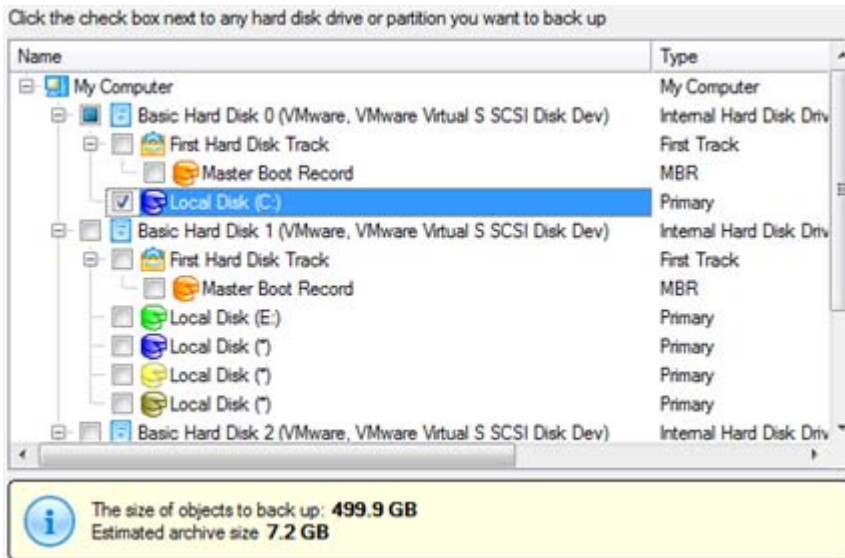 Click the check box next to any hard disk drive or partition you want to back up
Name Type
My Computer My Computer
Basic Hard Disk 0 (VMware, VMware Virtual S SCSI Disk Dev) Internal Hard Disk Driv
First Hard Disk Track First Track
Master Boot Record MBR
Local Disk (C:) Primary
Basic Hard Disk 1 (VMware, VMware Virtual S SCSI Disk Dev) Internal Hard Disk Driv
First Hard Disk Track First Track
Master Boot Record MBR
Local Disk (E:) Primary
Local Disk (*) Primary
Local Disk (*) Primary
Local Disk (*) Primary
Basic Hard Disk 2 (VMware, VMware Virtual S SCSI Disk Dev) Internal Hard Disk Driv
The size of objects to back up: 499.9 GB
Estimated archive size 7.2 GB